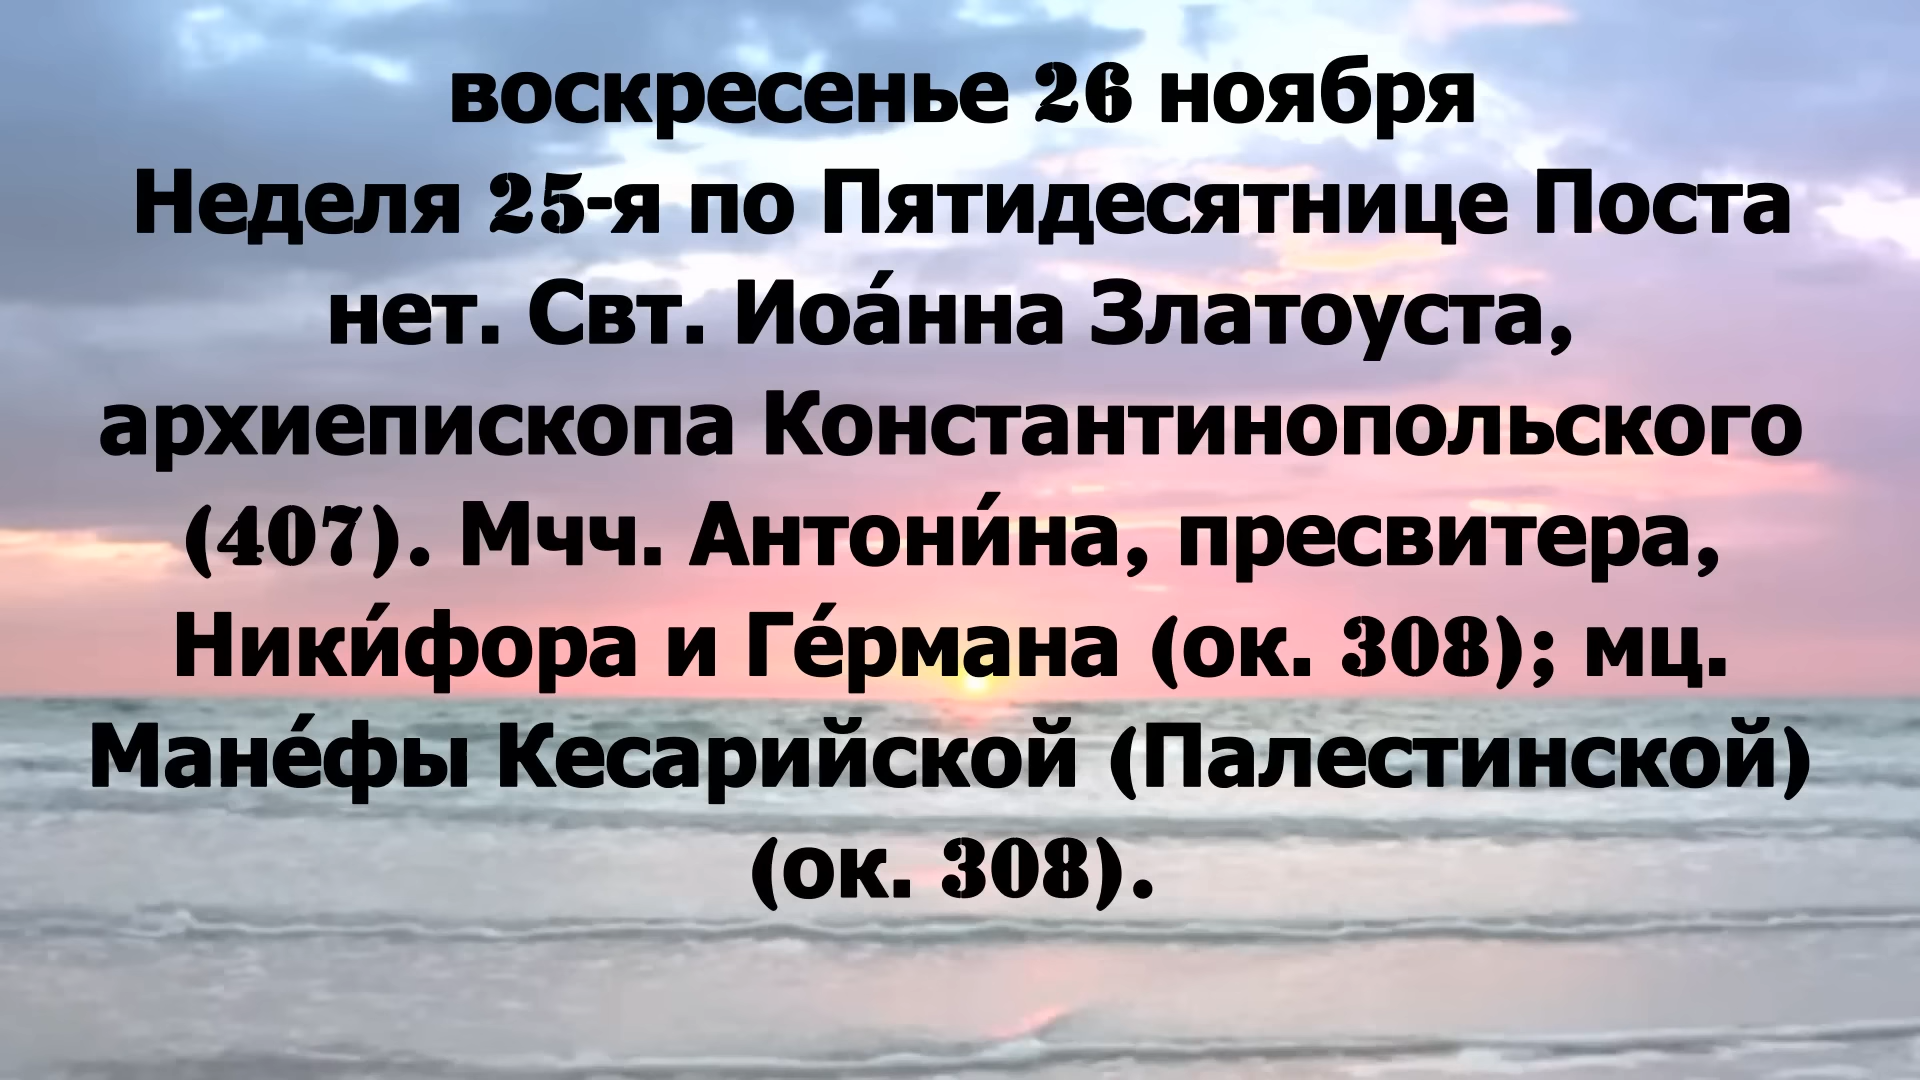 воскресенье 26 ноября
Неделя 25-я по Пятидесятнице Поста
нет. Свт. Иоа́нна Златоуста,
архиепископа Константинопольского
(407). Мчч. Антони́на, пресвитера,
Ники́фора и Ге́рмана (ок. 308); мц.
Мане́фы Кесарийской (Палестинской)
(ок. 308).